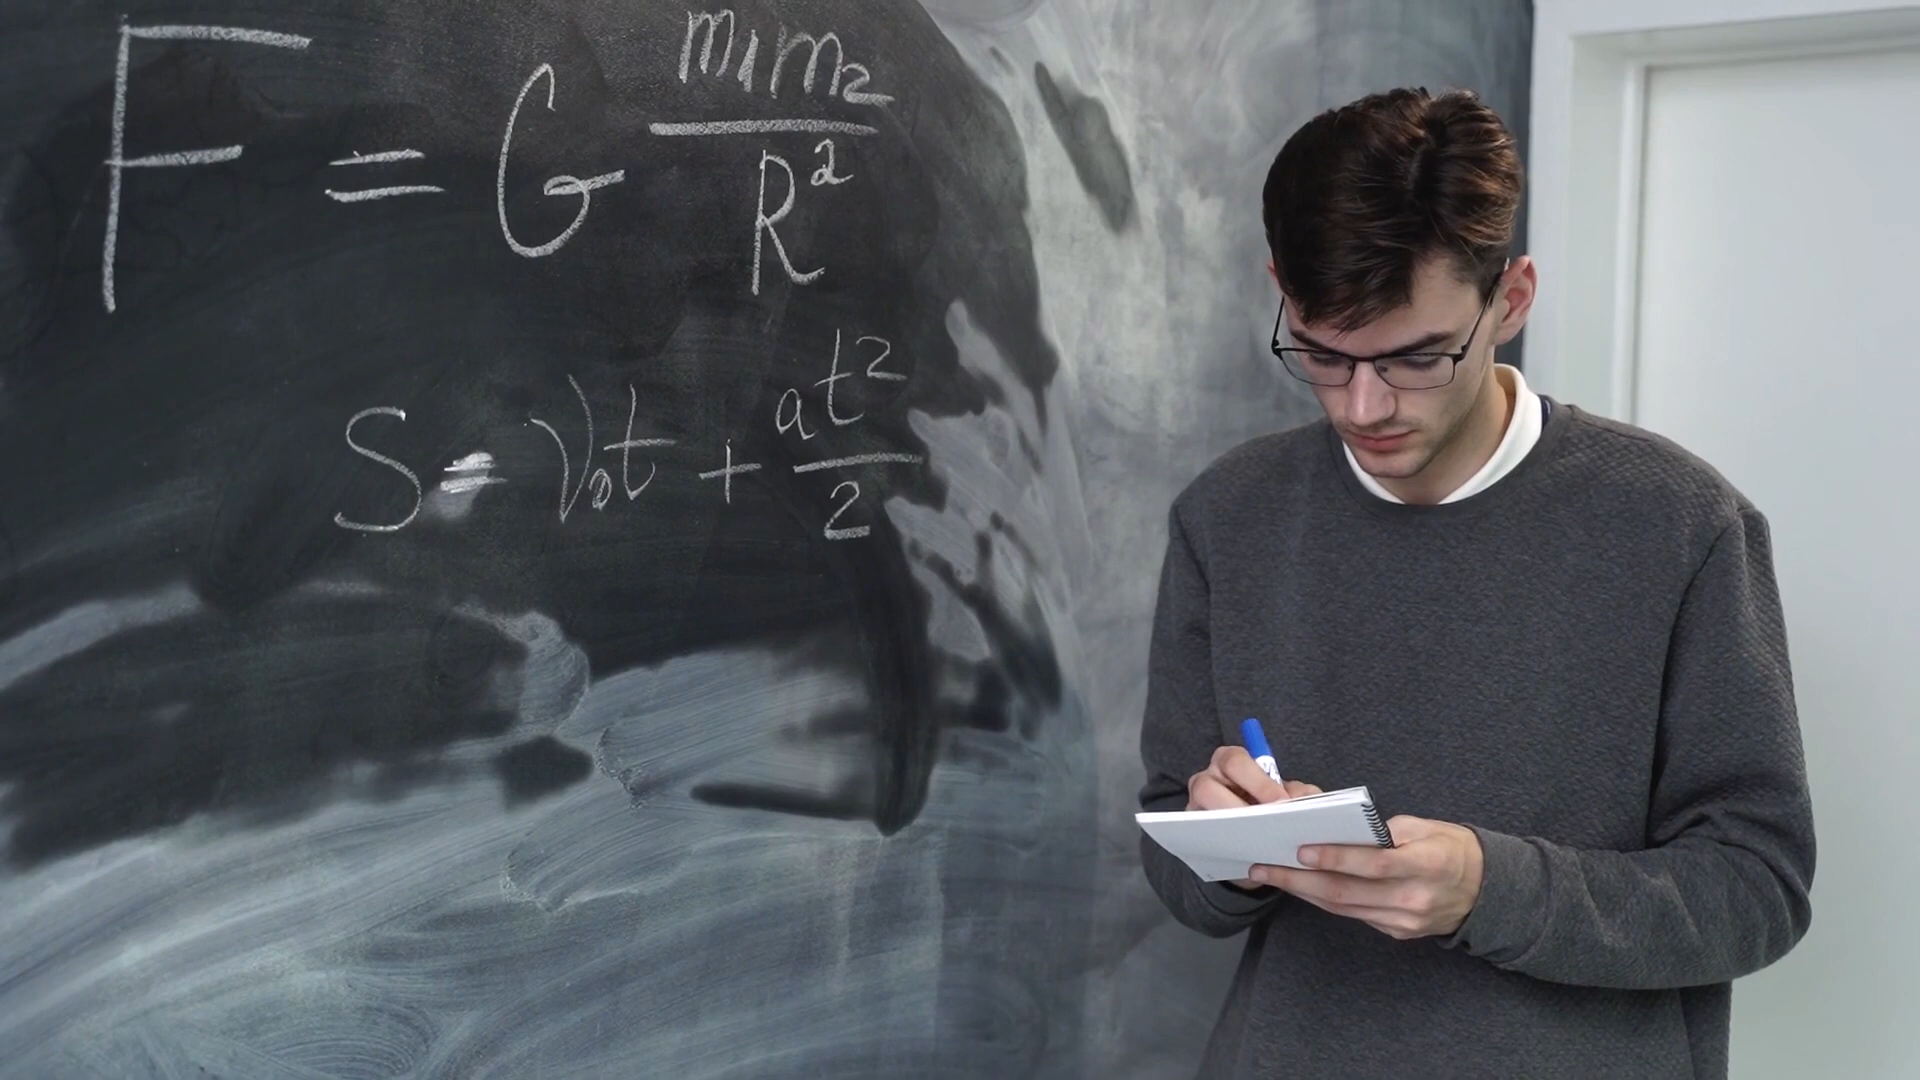 F = G m₁m₂/R²
S = V₀t + at²/2